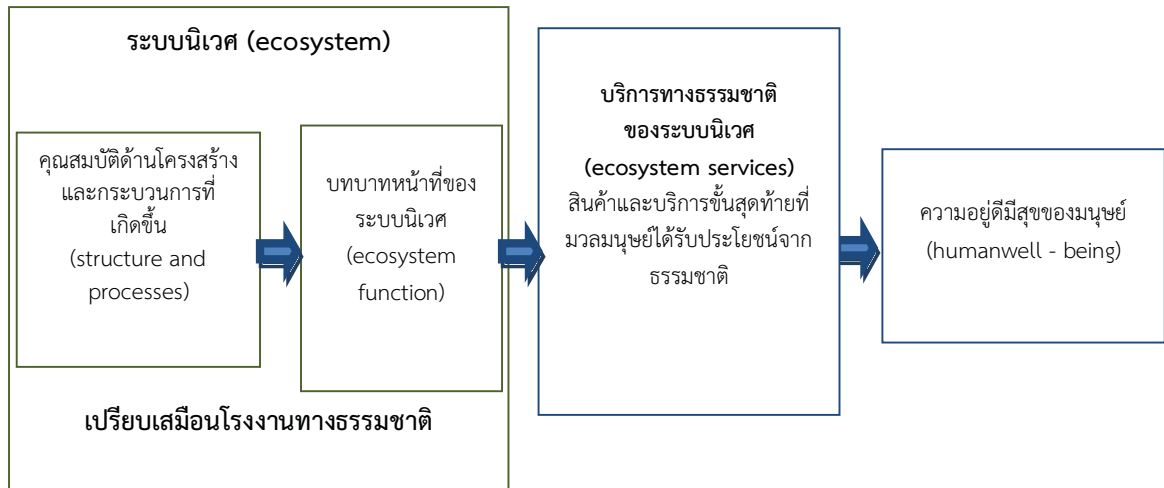 ระบบนิเวศ (ecosystem)
คุณสมบัติด้านโครงสร้าง
และกระบวนการที่
เกิดขึ้น
(structure and
processes)
บทบาทหน้าที่ของ
ระบบนิเวศ
(ecosystem
function)
เปรียบเสมือนโรงงานทางธรรมชาติ
บริการทางธรรมชาติ
ของระบบนิเวศ
(ecosystem services)
สินค้าและบริการขั้นสุดท้ายที่
มวลมนุษย์ได้รับประโยชน์จาก
ธรรมชาติ
ความอยู่ดีมีสุขของมนุษย์
(humanwell - being)